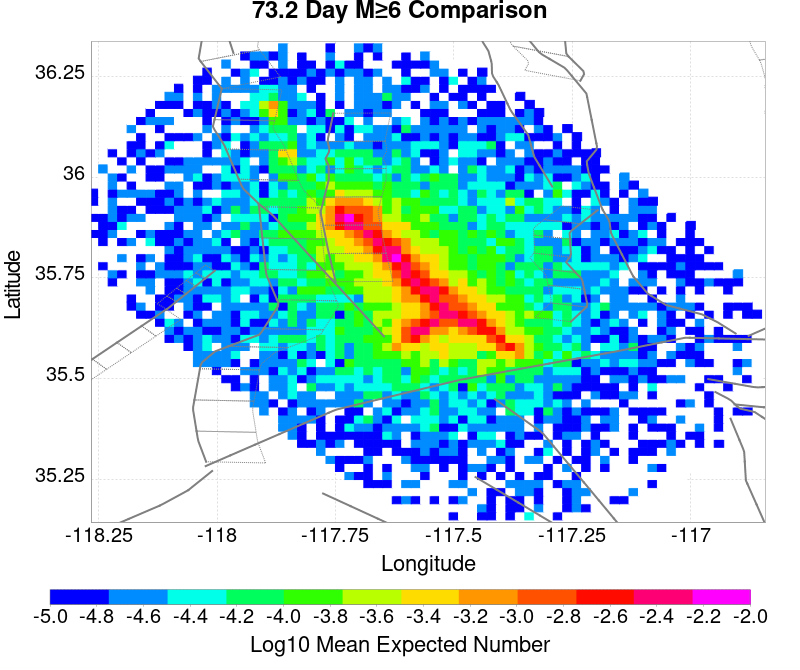 73.2 Day M≥6 Comparison
36.25
36
35.75
35.5
35.25
Latitude
-118.25 -118 -117.75 -117.5 -117.25 -117
Longitude
-5.0 -4.8 -4.6 -4.4 -4.2 -4.0 -3.8 -3.6 -3.4 -3.2 -3.0 -2.8 -2.6 -2.4 -2.2 -2.0
Log10 Mean Expected Number